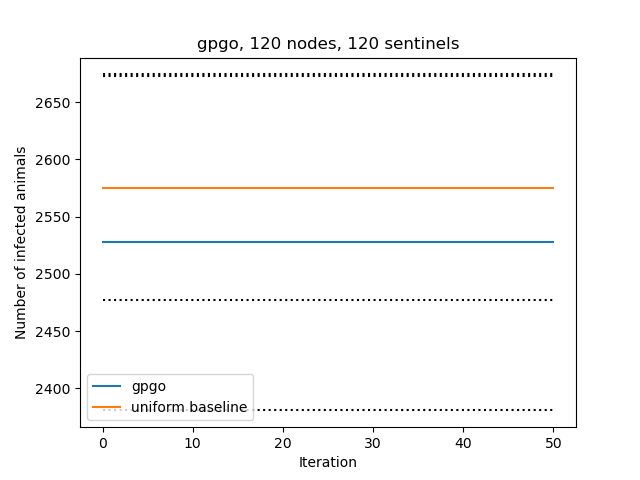 gpgo, 120 nodes, 120 sentinels
Number of infected animals
2650
2600
2550
2500
2450
2400
gpgo
uniform baseline
0 10 20 30 40 50
Iteration